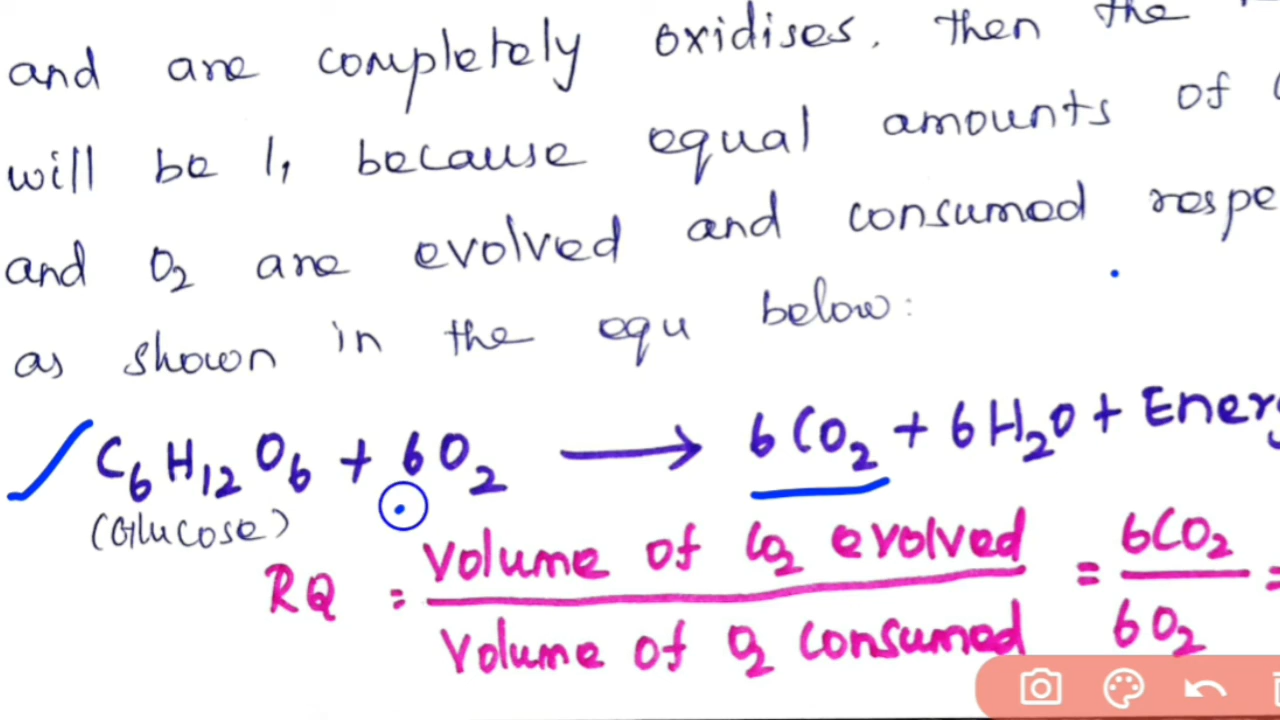 and are completely oxidises, then the
will be 1, because equal amounts of
and O₂ are evolved and consumed respe
as shown in the equ below:
C₆H₁₂O₆ + 6O₂ → 6CO₂ + 6H₂O + Energ
(Glucose)
RQ = Volume of CO₂ evolved / Volume of O₂ consumed = 6CO₂ / 6O₂ =